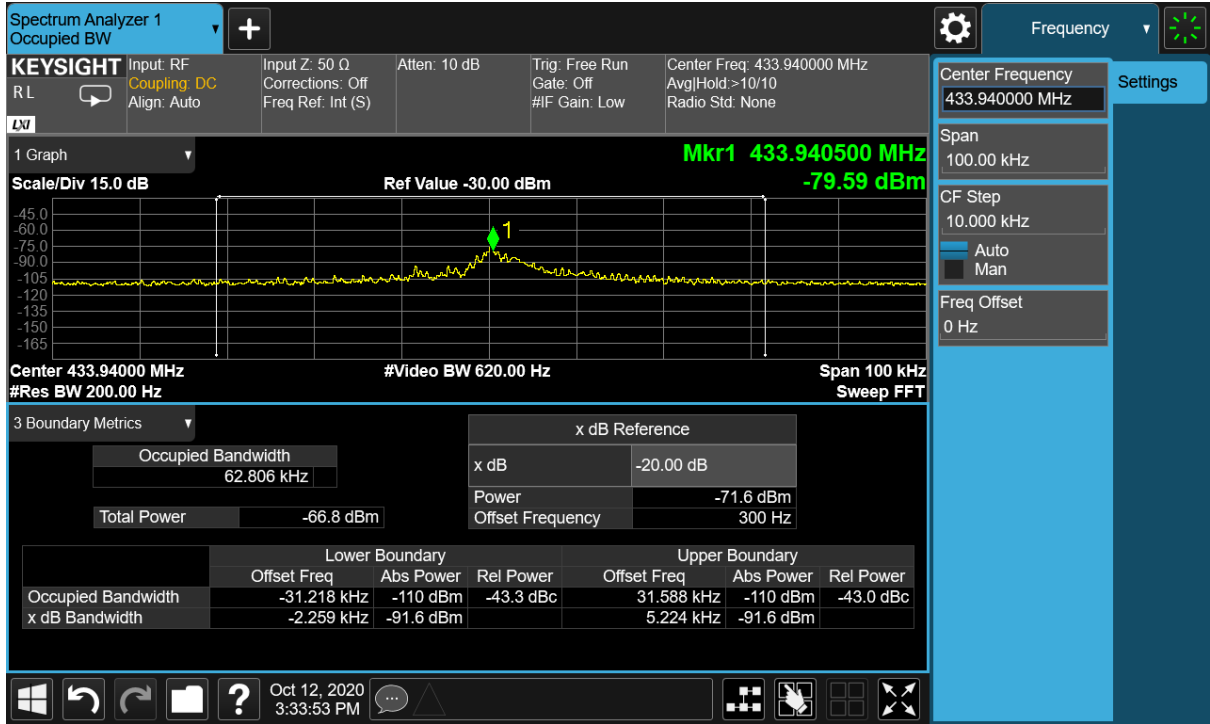 Spectrum Analyzer 1
Occupied BW
Frequency
KEYSIGHT
R L
LXI
Input: RF
Coupling: DC
Align: Auto
Input Z: 50 Ω
Corrections: Off
Freq Ref: Int (S)
Atten: 10 dB
Trig: Free Run
Gate: Off
#IF Gain: Low
Center Freq: 433.940000 MHz
Avg|Hold:>10/10
Radio Std: None
Center Frequency
433.940000 MHz
Settings
Span
100.00 kHz
CF Step
10.000 kHz
Auto
Man
Freq Offset
0 Hz
1 Graph
Mkr1 433.940500 MHz
-79.59 dBm
Scale/Div 15.0 dB
Ref Value -30.00 dBm
-45.0
-60.0
-75.0
-90.0
-105
-120
-135
-150
-165
1
Center 433.94000 MHz
#Video BW 620.00 Hz
Span 100 kHz
#Res BW 200.00 Hz
Sweep FFT
3 Boundary Metrics
Occupied Bandwidth
62.806 kHz
Total Power -66.8 dBm
x dB Reference
x dB -20.00 dB
Power -71.6 dBm
Offset Frequency 300 Hz
Lower Boundary Upper Boundary
Offset Freq Abs Power Rel Power Offset Freq Abs Power Rel Power
Occupied Bandwidth -31.218 kHz -110 dBm -43.3 dBc 31.588 kHz -110 dBm -43.0 dBc
x dB Bandwidth -2.259 kHz -91.6 dBm 5.224 kHz -91.6 dBm
?
Oct 12, 2020
3:33:53 PM